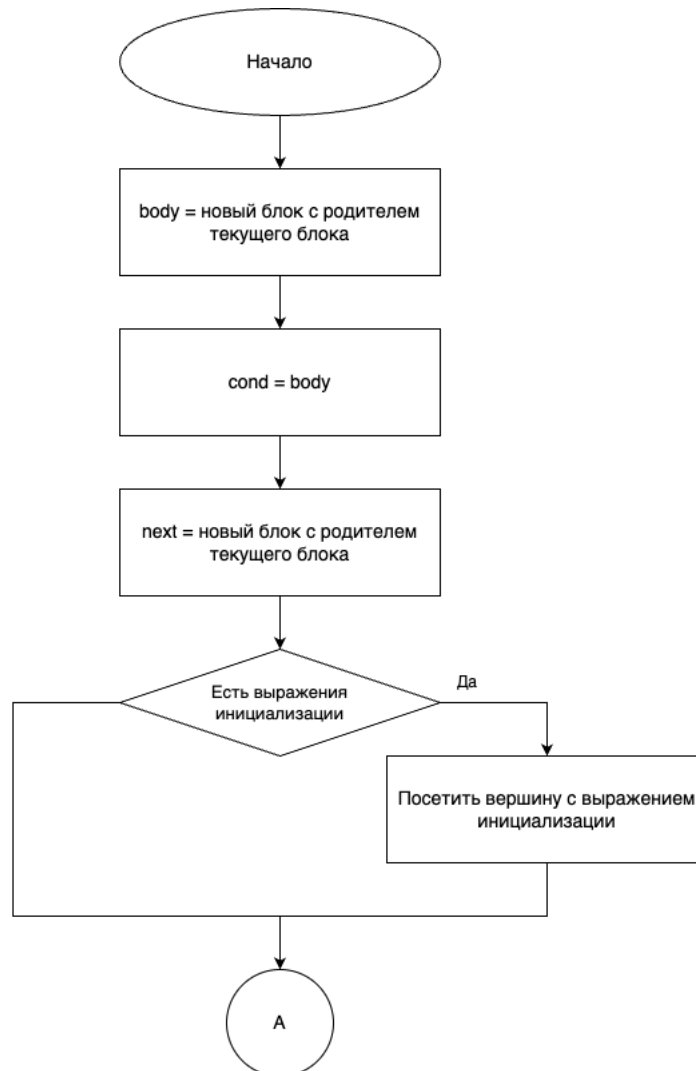 Начало
body = новый блок с родителем
текущего блока
cond = body
next = новый блок с родителем
текущего блока
Есть выражения
инициализации
Да
Посетить вершину с выражением
инициализации
А